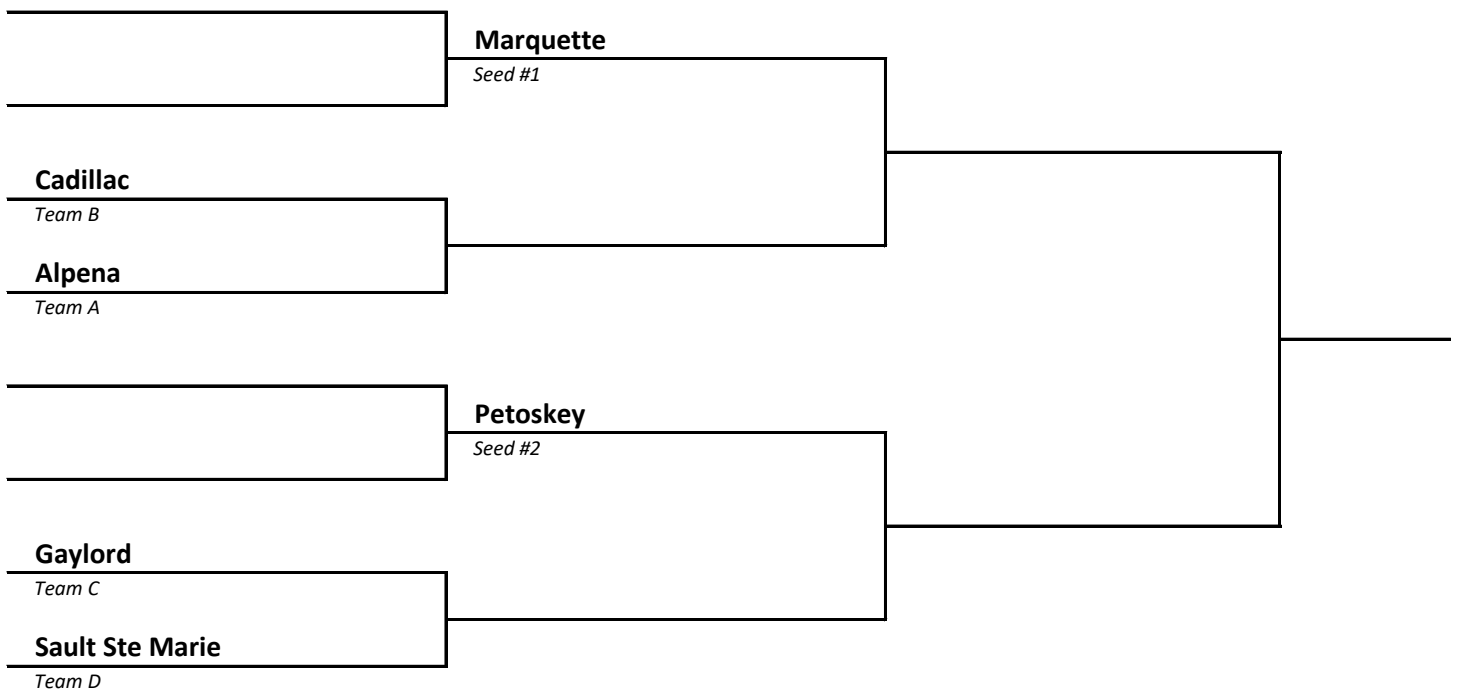 Marquette
Seed #1
Cadillac
Team B
Alpena
Team A
Petoskey
Seed #2
Gaylord
Team C
Sault Ste Marie
Team D